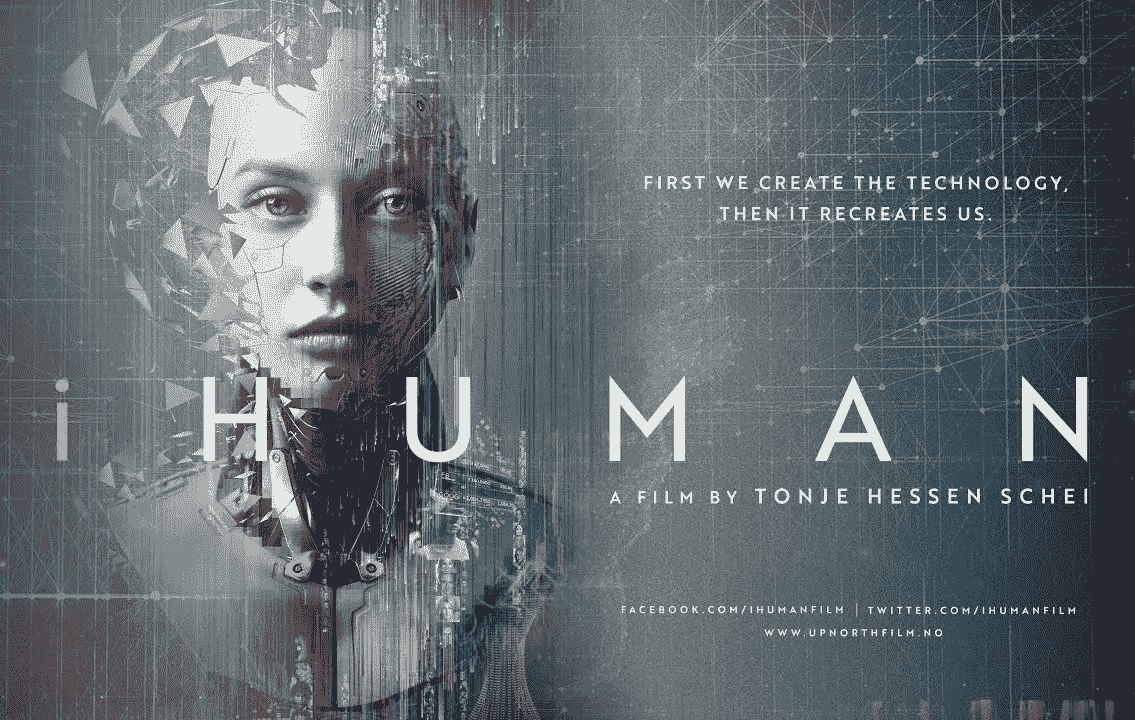 FIRST WE CREATE THE TECHNOLOGY,
THEN IT RECREATES US.
iHUMAN
A FILM BY TONJE HESSEN SCHEI
FACEBOOK.COM/IHUMANFILM | TWITTER.COM/IHUMANFILM
WWW.UPNORTHFILM.NO